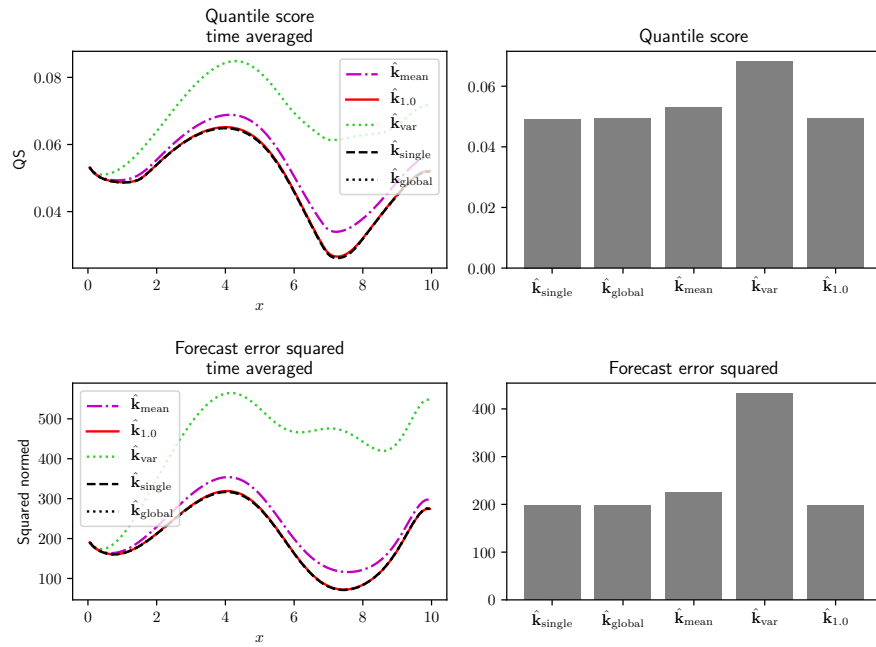 Quantile score
time averaged
QS
0.08
0.06
0.04
k̂mean
k̂1.0
k̂var
k̂single
k̂global
0 2 4 6 8 10
x
Quantile score
0.06
0.04
0.02
0.00
k̂single k̂global k̂mean k̂var k̂1.0
Forecast error squared
time averaged
Squared normed
500
400
300
200
100
k̂mean
k̂1.0
k̂var
k̂single
k̂global
0 2 4 6 8 10
x
Forecast error squared
400
300
200
100
0
k̂single k̂global k̂mean k̂var k̂1.0